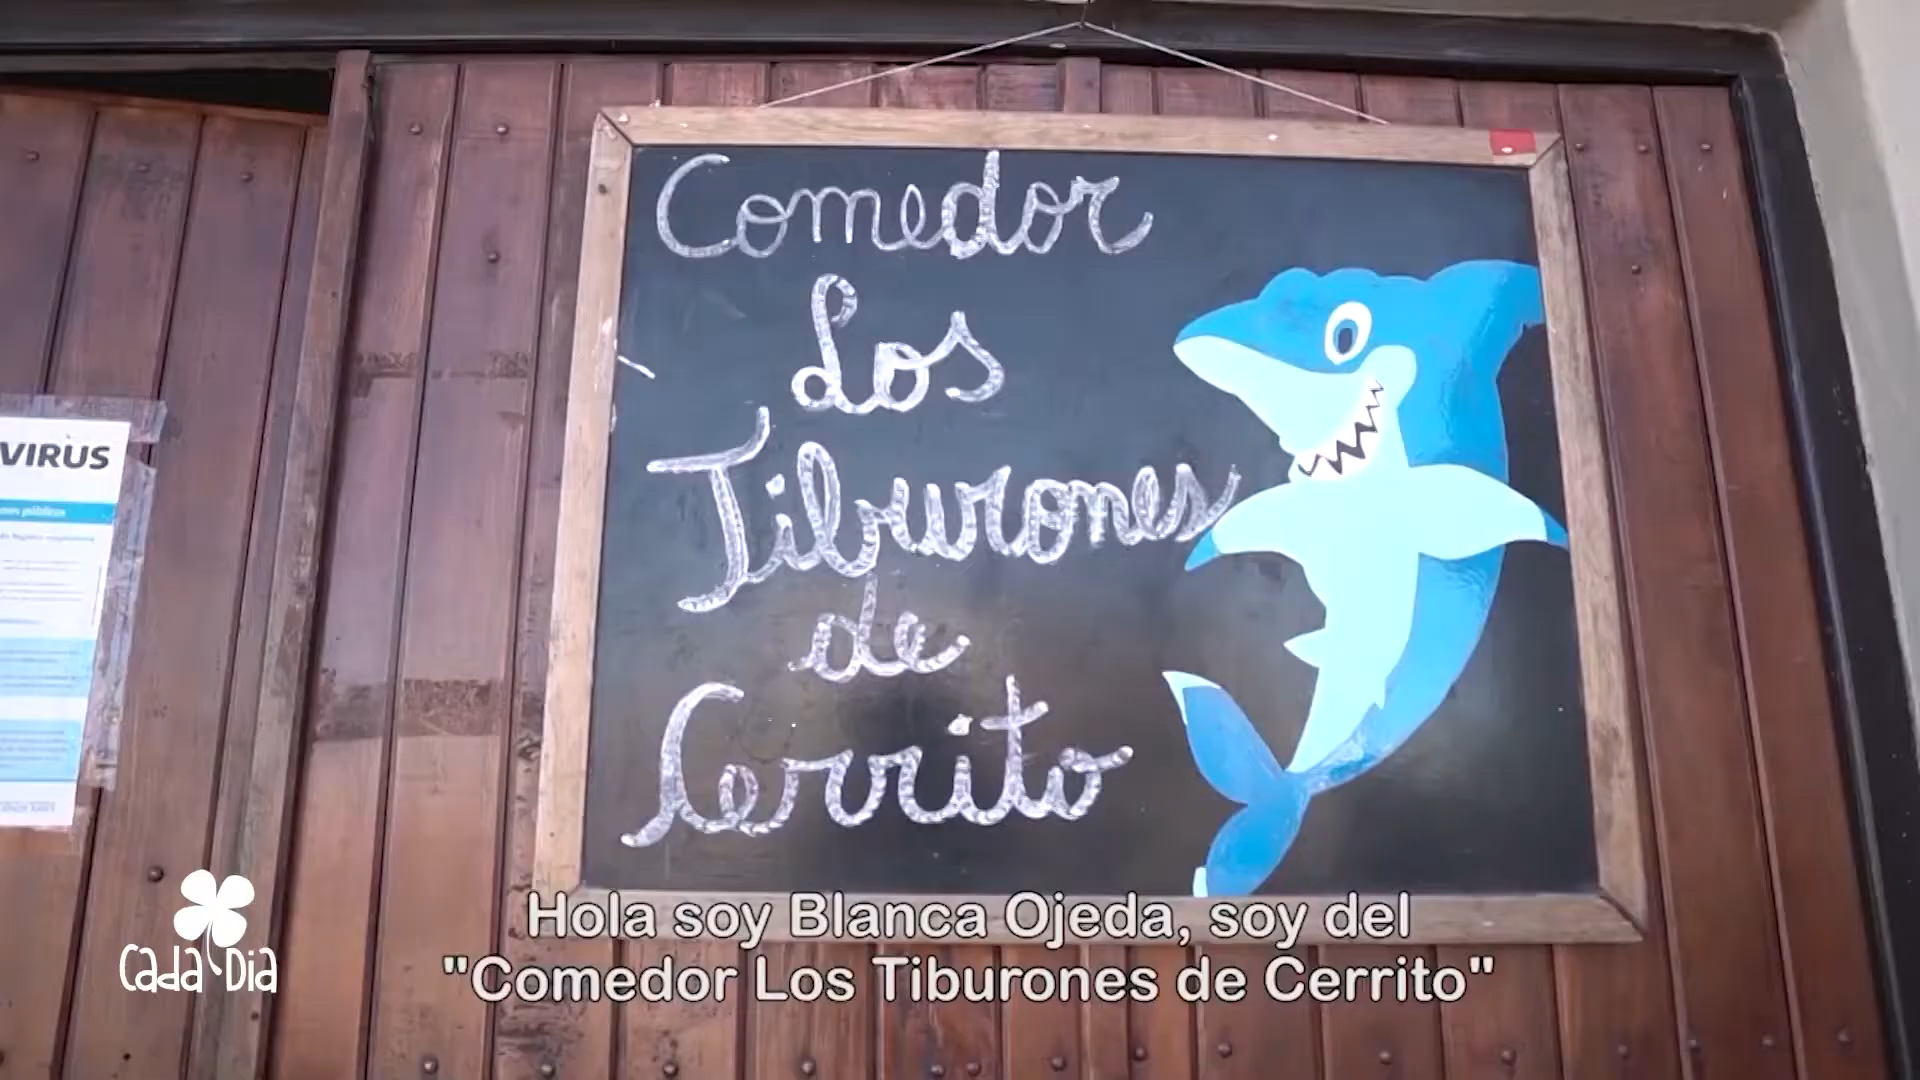 Comedor
Los
Tiburones
de
Cerrito
VIRUS
Hola soy Blanca Ojeda, soy del
"Comedor Los Tiburones de Cerrito"
Cada Dia